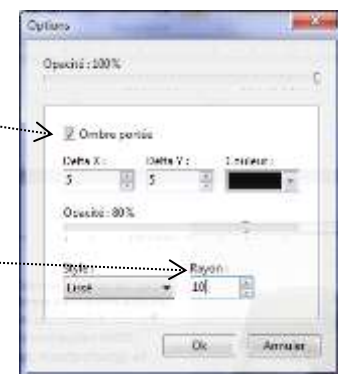 Options
Opacité : 100%
Ombre portée
Delta X : Delta Y : Couleur :
5 5
Opacité : 80%
Style : Rayon :
Lissé 10
Ok Annuler